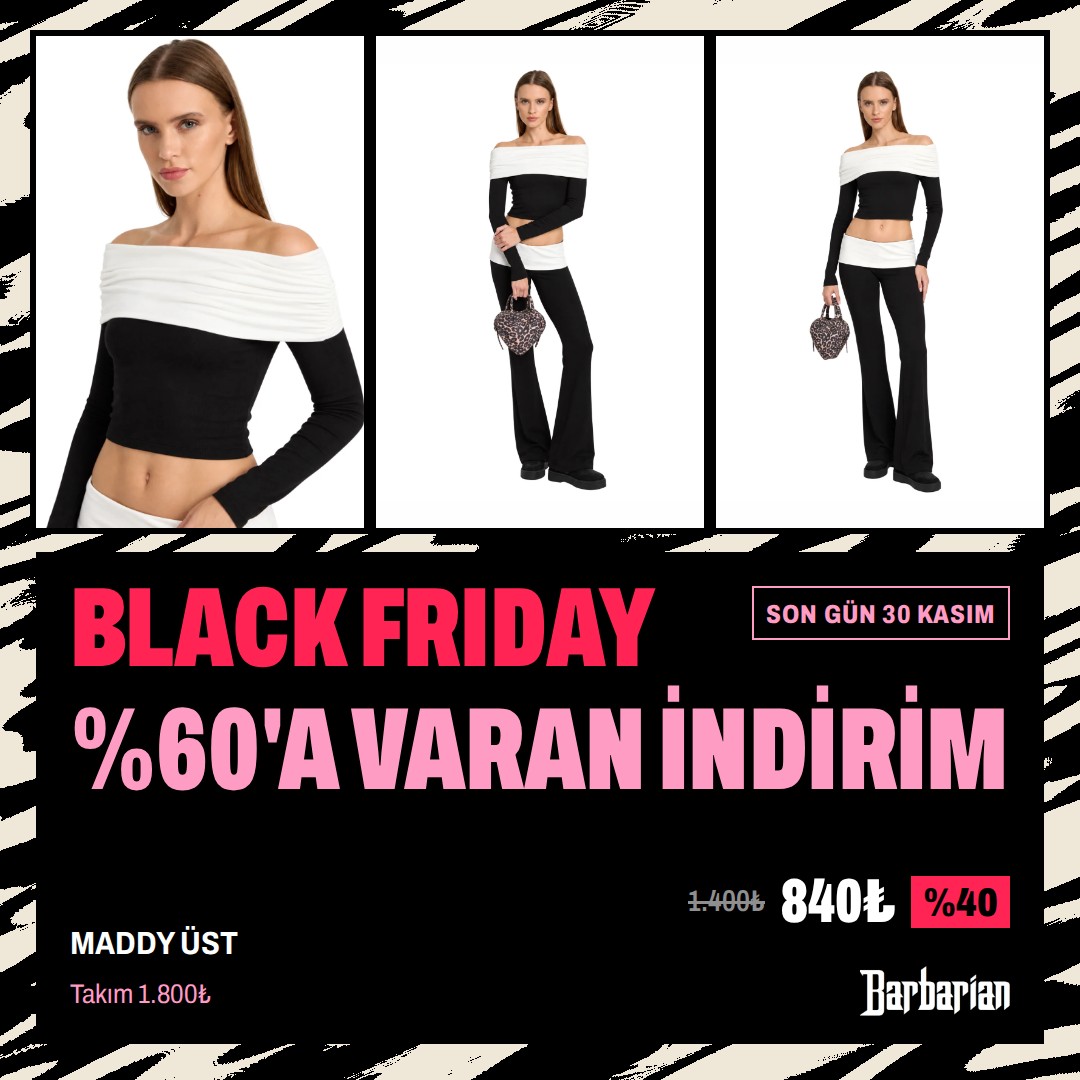 BLACK FRIDAY
SON GÜN 30 KASIM
%60'A VARAN İNDİRİM
1.400₺ 840₺ %40
MADDY ÜST
Takım 1.800₺
Barbarian